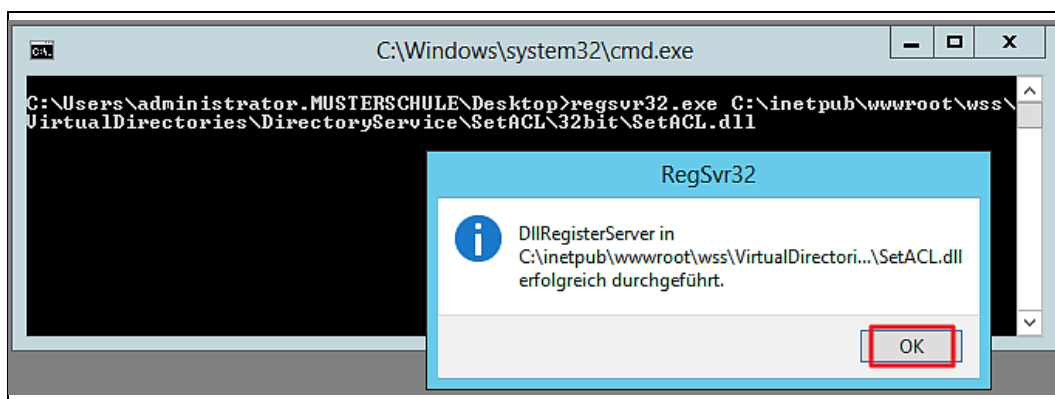 C:\Windows\system32\cmd.exe
C:\Users\administrator.MUSTERSCHULE\Desktop>regsvr32.exe C:\inetpub\wwwroot\wss\
VirtualDirectories\DirectoryService\SetACL\32bit\SetACL.dll
RegSvr32
DllRegisterServer in
C:\inetpub\wwwroot\wss\VirtualDirectori...\SetACL.dll
erfolgreich durchgeführt.
OK